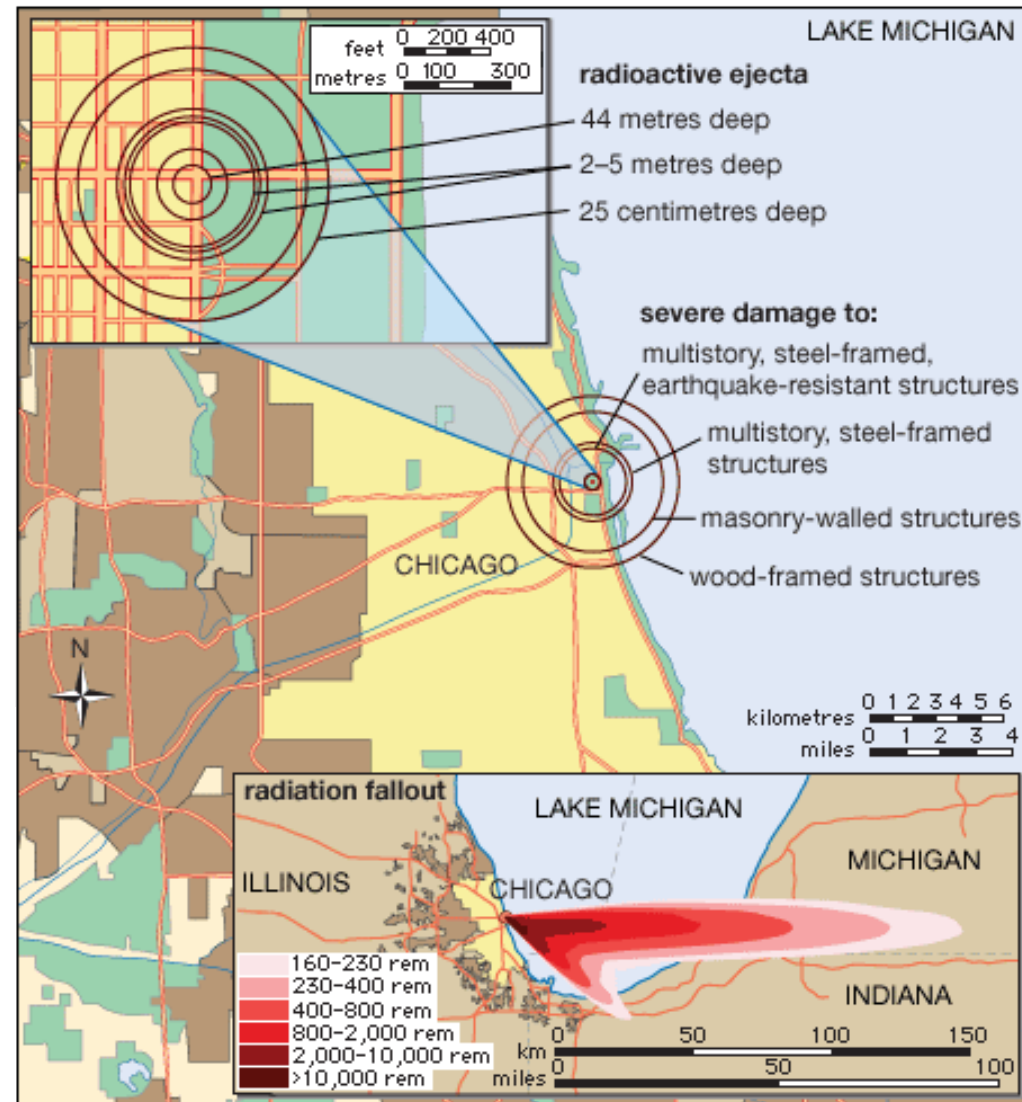 LAKE MICHIGAN
feet 0 200 400
metres 0 100 300
radioactive ejecta
44 metres deep
2–5 metres deep
25 centimetres deep
severe damage to:
multistory, steel-framed,
earthquake-resistant structures
multistory, steel-framed
structures
masonry-walled structures
wood-framed structures
CHICAGO
N
0 1 2 3 4 5 6
kilometres
miles
0 1 2 3 4
radiation fallout
LAKE MICHIGAN
MICHIGAN
ILLINOIS
CHICAGO
INDIANA
160–230 rem
230–400 rem
400–800 rem
800–2,000 rem
2,000–10,000 rem
>10,000 rem
0 50 100 150
km
0 50 100
miles